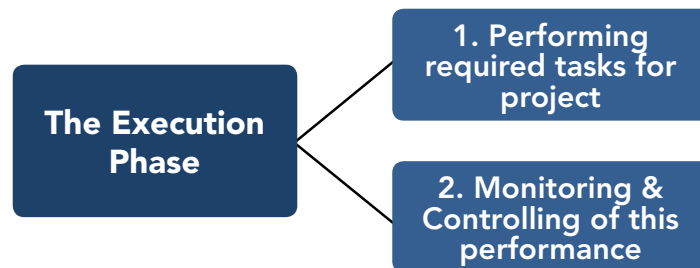 The Execution
Phase
1. Performing
required tasks for
project
2. Monitoring &
Controlling of this
performance